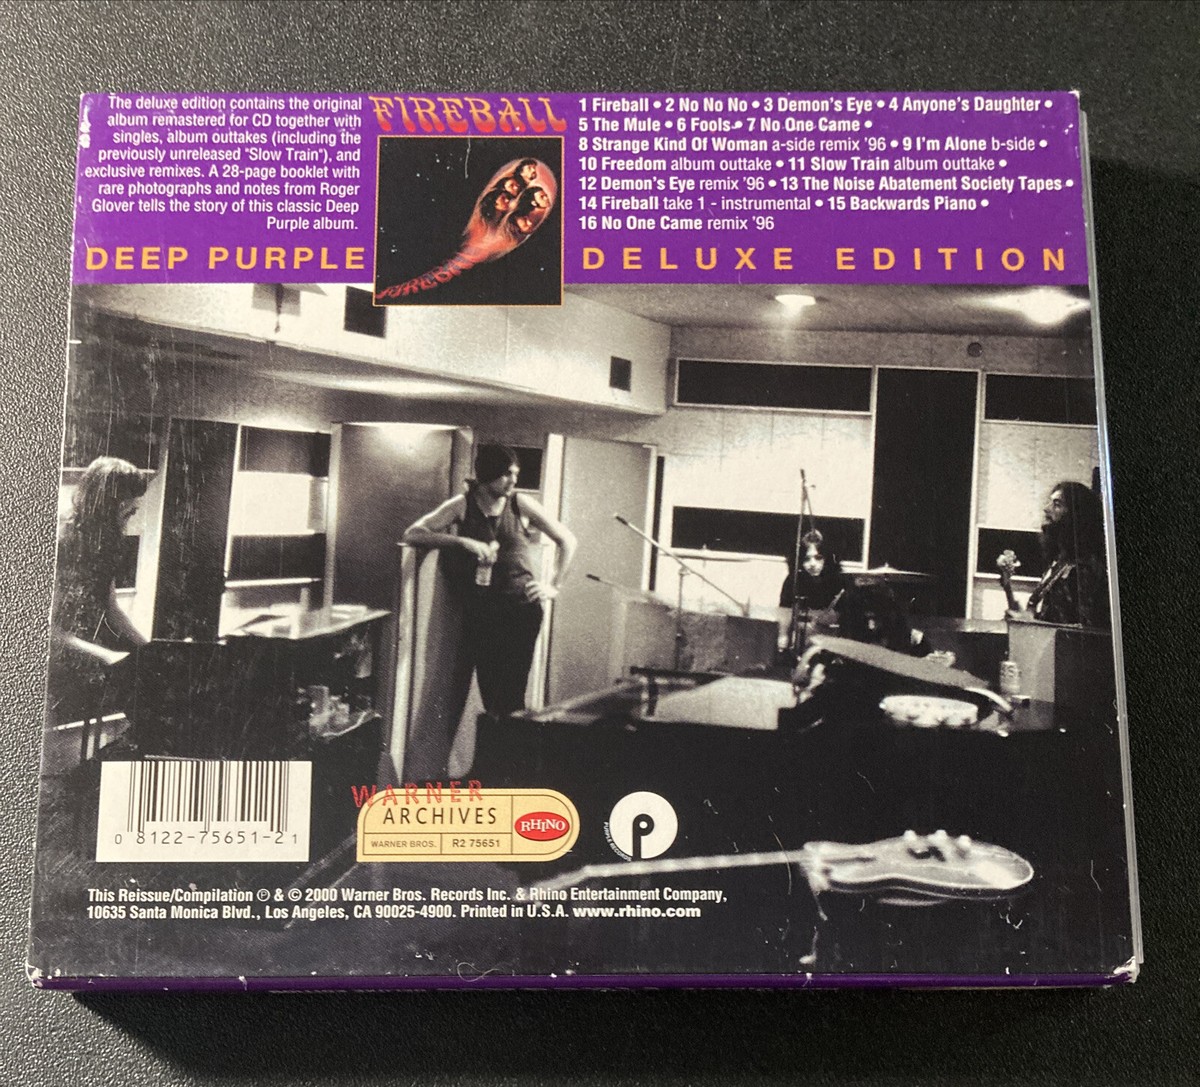 The deluxe edition contains the original
album remastered for CD together with
singles, album outtakes (including the
previously unreleased "Slow Train"), and
exclusive remixes. A 28-page booklet with
rare photographs and notes from Roger
Glover tells the story of this classic Deep
Purple album.
DEEP PURPLE
FIREBALL
FIREBALL
1 Fireball • 2 No No No • 3 Demon's Eye • 4 Anyone's Daughter •
5 The Mule • 6 Fools • 7 No One Came •
8 Strange Kind Of Woman a-side remix '96 • 9 I'm Alone b-side •
10 Freedom album outtake • 11 Slow Train album outtake •
12 Demon's Eye remix '96 • 13 The Noise Abatement Society Tapes •
14 Fireball take 1 - instrumental • 15 Backwards Piano •
16 No One Came remix '96
DELUXE EDITION
0 8122-75651-2 1
WARNER
ARCHIVES
RHINO
WARNER BROS. R2 75651
P
PURPLE RECORDS
This Reissue/Compilation ℗ & © 2000 Warner Bros. Records Inc. & Rhino Entertainment Company,
10635 Santa Monica Blvd., Los Angeles, CA 90025-4900. Printed in U.S.A. www.rhino.com